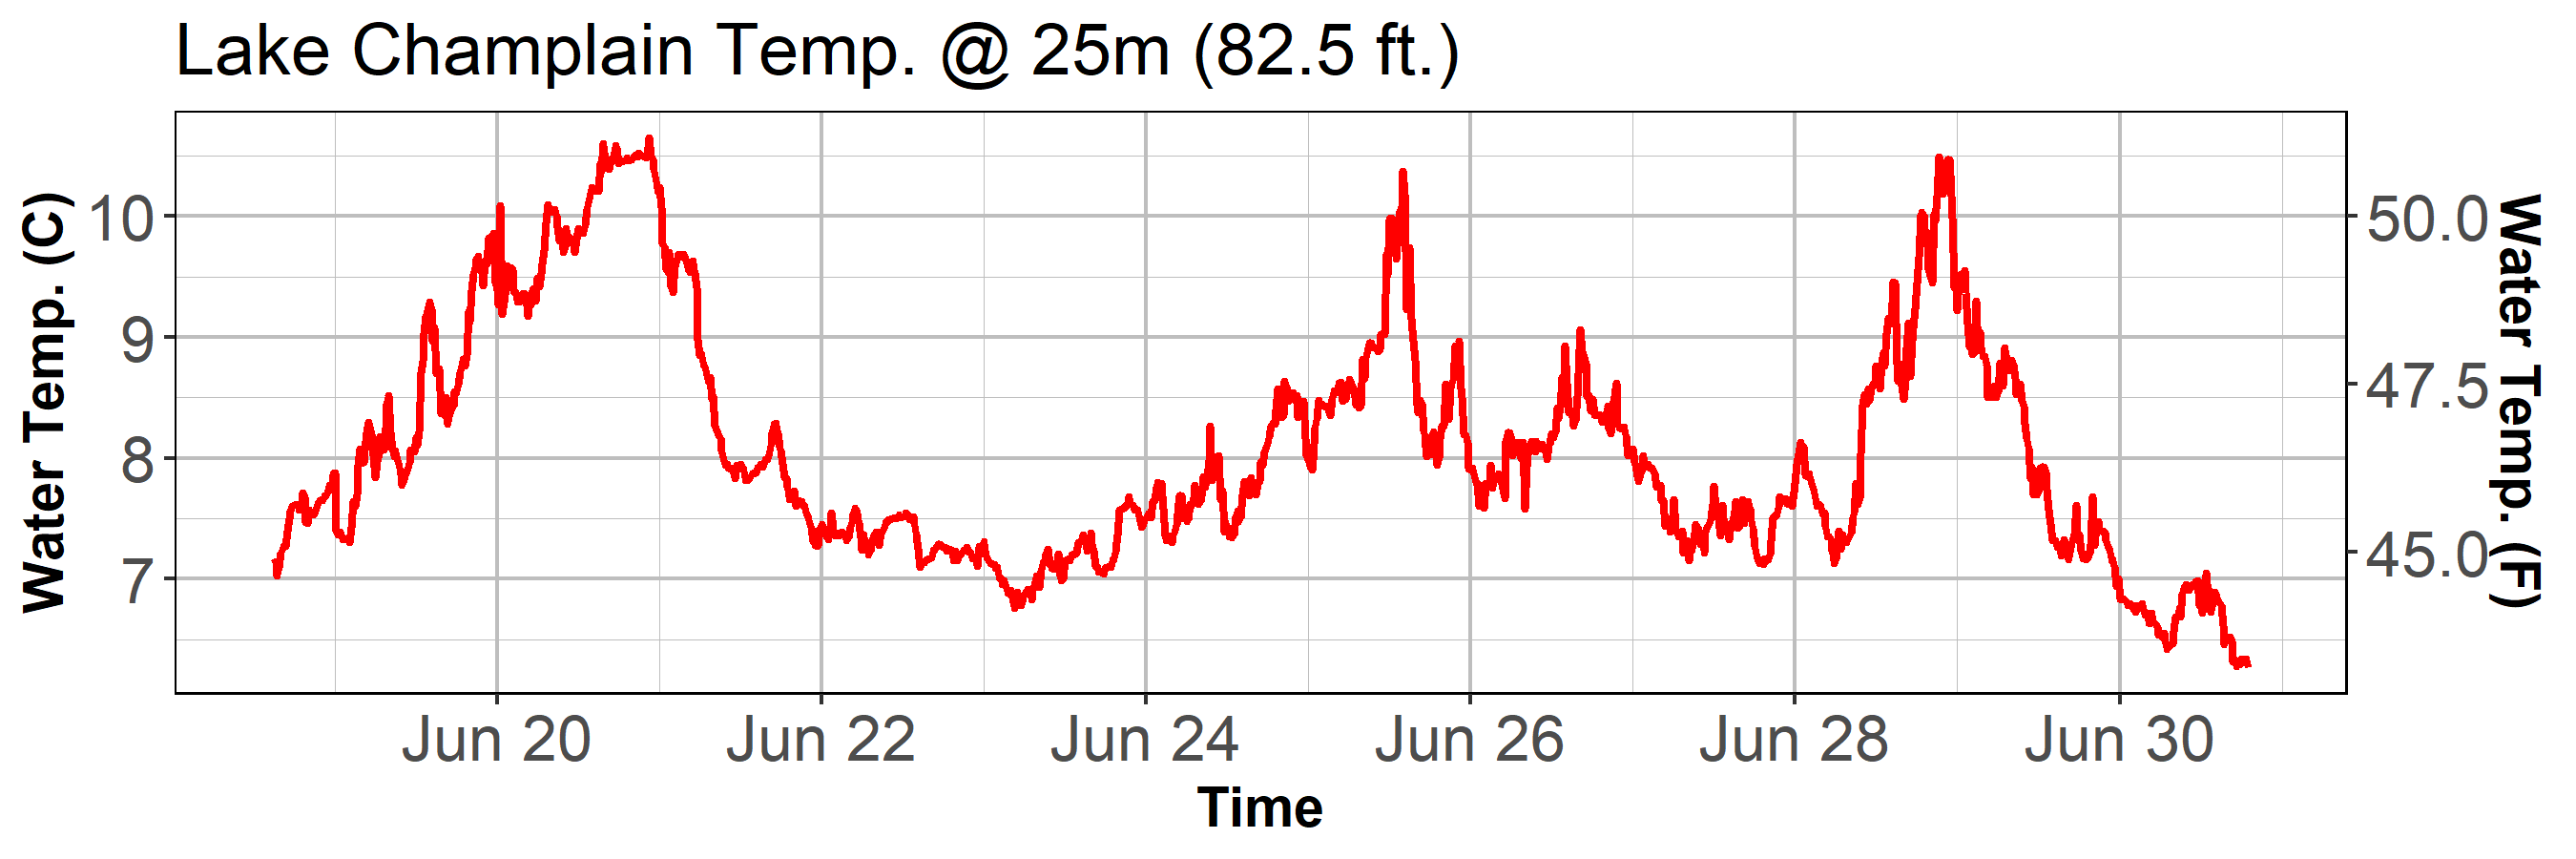 Lake Champlain Temp. @ 25m (82.5 ft.)
Water Temp. (C)
10
9
8
7
50.0
47.5
45.0
Water Temp. (F)
Jun 20
Jun 22
Jun 24
Jun 26
Jun 28
Jun 30
Time